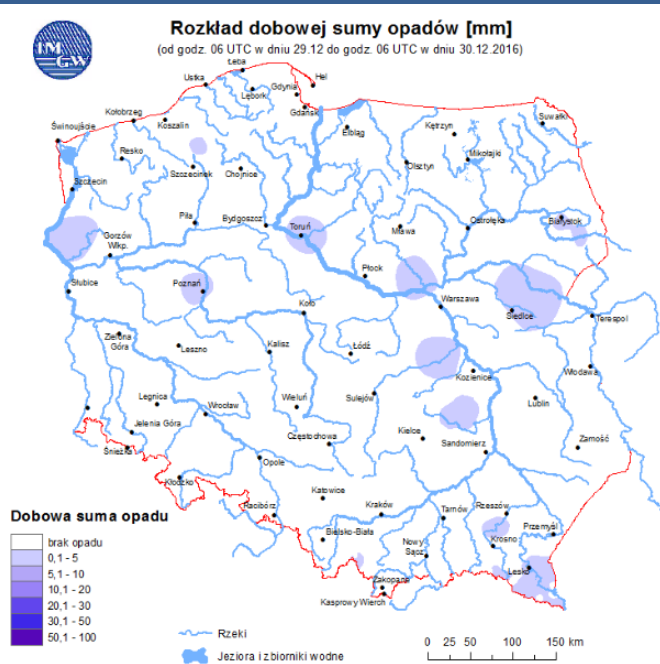 IM
GW
Rozkład dobowej sumy opadów [mm]
(od godz. 06 UTC w dniu 29.12 do godz. 06 UTC w dniu 30.12.2016)
Łeba
Ustka
Hel
Gdynia
Lębork
Gdańsk
Kołobrzeg
Koszalin
Świnoujście
Elbląg
Kętrzyn
Suwałki
Resko
Szczecinek
Chojnice
Olsztyn
Mikołajki
Szczecin
Piła
Bydgoszcz
Toruń
Mława
Ostrołęka
Białystok
Gorzów
Wlkp.
Płock
Słubice
Poznań
Koło
Warszawa
Siedlce
Terespol
Zielona
Góra
Leszno
Kalisz
Łódź
Kozienice
Włodawa
Legnica
Wrocław
Wieluń
Sulejów
Lublin
Jelenia Góra
Śnieżka
Częstochowa
Kielce
Sandomierz
Zamość
Opole
Kłodzko
Katowice
Racibórz
Kraków
Tarnów
Rzeszów
Przemyśl
Bielsko-Biała
Nowy
Sącz
Krosno
Lesko
Zakopane
Kasprowy Wierch
Dobowa suma opadu
brak opadu
0,1 - 5
5,1 - 10
10,1 - 20
20,1 - 30
30,1 - 50
50,1 - 100
Rzeki
Jeziora i zbiorniki wodne
0 25 50 100 150 km